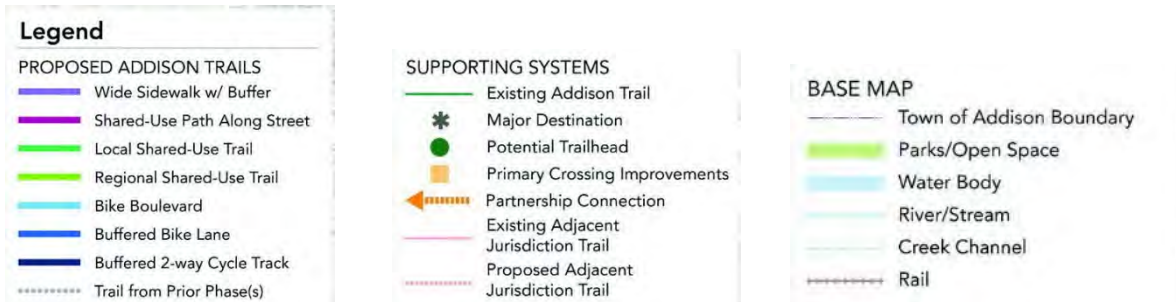 Legend
PROPOSED ADDISON TRAILS
Wide Sidewalk w/ Buffer
Shared-Use Path Along Street
Local Shared-Use Trail
Regional Shared-Use Trail
Bike Boulevard
Buffered Bike Lane
Buffered 2-way Cycle Track
Trail from Prior Phase(s)
SUPPORTING SYSTEMS
Existing Addison Trail
Major Destination
Potential Trailhead
Primary Crossing Improvements
Partnership Connection
Existing Adjacent
Jurisdiction Trail
Proposed Adjacent
Jurisdiction Trail
BASE MAP
Town of Addison Boundary
Parks/Open Space
Water Body
River/Stream
Creek Channel
Rail